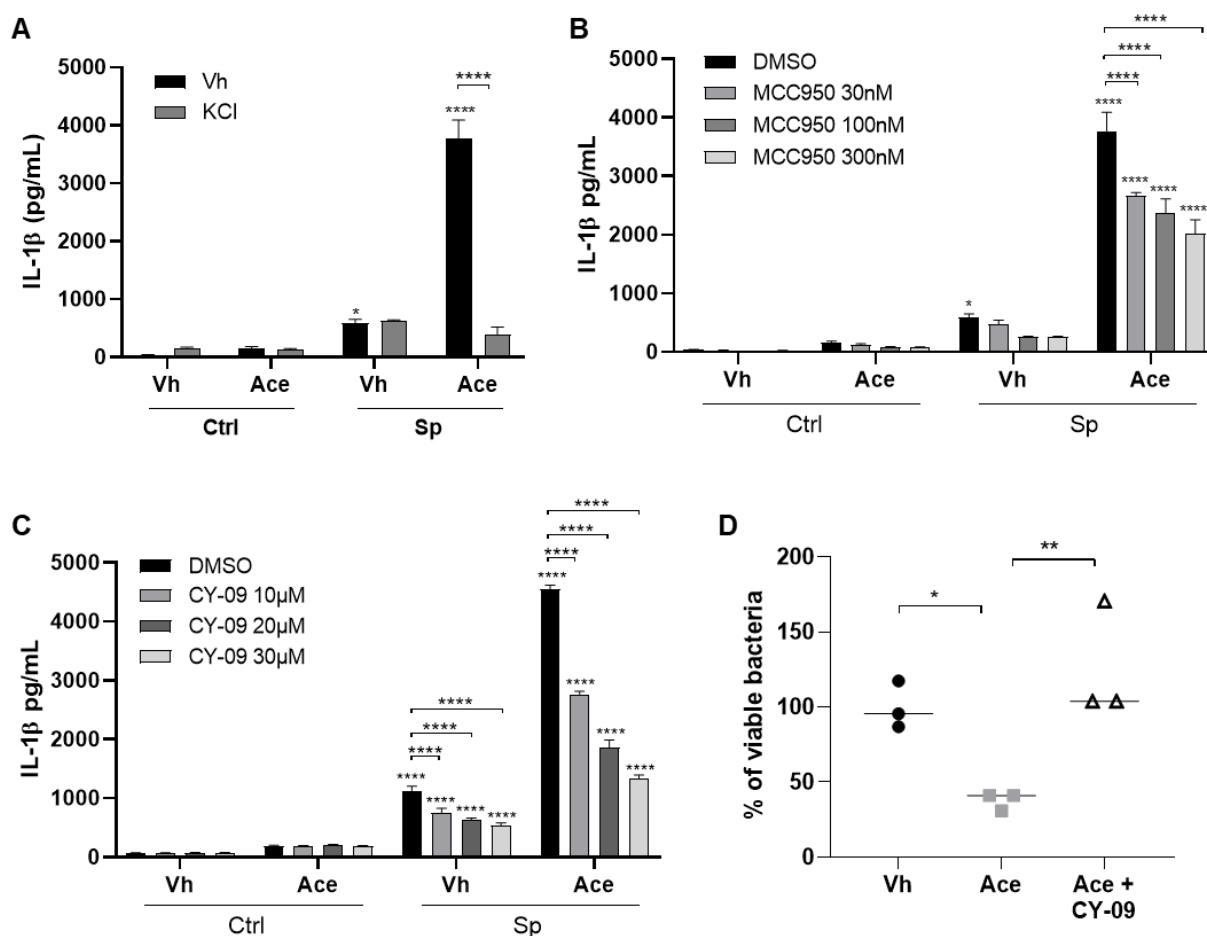 A
IL-1β (pg/mL)
5000
4000
3000
2000
1000
0
Vh
KCl
****
****
*
Vh Ace Vh Ace
Ctrl Sp
B
IL-1β pg/mL
5000
4000
3000
2000
1000
0
DMSO
MCC950 30nM
MCC950 100nM
MCC950 300nM
****
****
****
****
****
****
****
*
Vh Ace Vh Ace
Ctrl Sp
C
IL-1β pg/mL
5000
4000
3000
2000
1000
0
DMSO
CY-09 10µM
CY-09 20µM
CY-09 30µM
****
****
****
****
****
****
****
****
****
****
****
****
****
****
Vh Ace Vh Ace
Ctrl Sp
D
% of viable bacteria
200
150
100
50
0
*
**
Vh Ace Ace +
CY-09